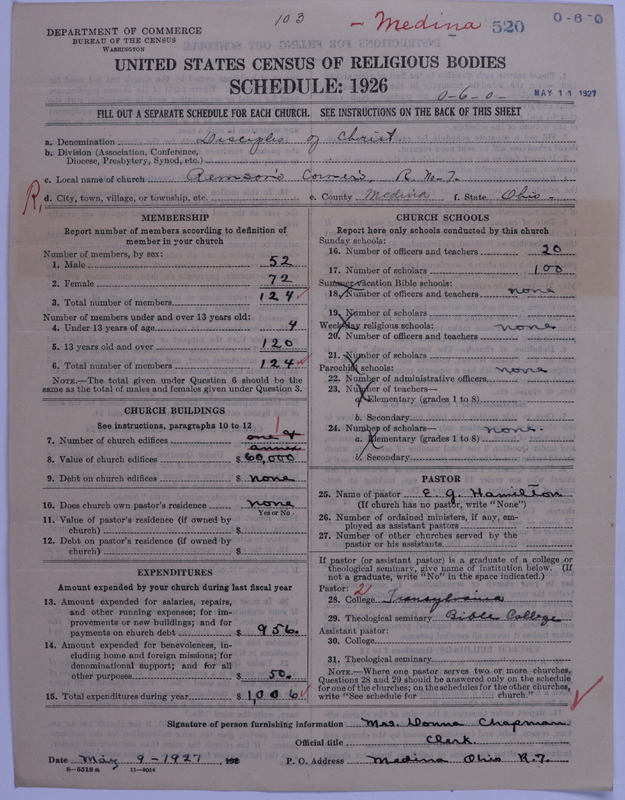 103
- Medina 520
0-6-0
DEPARTMENT OF COMMERCE
BUREAU OF THE CENSUS
WASHINGTON
UNITED STATES CENSUS OF RELIGIOUS BODIES
SCHEDULE: 1926
0-6-0-
MAY 11 1927
FILL OUT A SEPARATE SCHEDULE FOR EACH CHURCH. SEE INSTRUCTIONS ON THE BACK OF THIS SHEET
a. Denomination Disciples of Christ
b. Division (Association, Conference,
Diocese, Presbytery, Synod, etc.)
c. Local name of church Remson's Corners, R No-7-
R, d. City, town, village, or township, etc. e. County Medina f. State Ohio -
MEMBERSHIP
Report number of members according to definition of
member in your church
Number of members, by sex:
1. Male 52
2. Female 72
3. Total number of members 124
Number of members under and over 13 years old:
4. Under 13 years of age 4
5. 13 years old and over 120
6. Total number of members 124
NOTE.—The total given under Question 6 should be
the same as the total of males and females given under Question 3.
CHURCH BUILDINGS
See instructions, paragraphs 10 to 12
1
7. Number of church edifices one &
annex
8. Value of church edifices $ 60,000
9. Debt on church edifices $ none
10. Does church own pastor's residence none
Yes or No
11. Value of pastor's residence (if owned by
church) $
12. Debt on pastor's residence (if owned by
church) $
EXPENDITURES
Amount expended by your church during last fiscal year
13. Amount expended for salaries, repairs,
and other running expenses; for im-
provements or new buildings; and for
payments on church debt $ 956.
14. Amount expended for benevolences, in-
cluding home and foreign missions; for
denominational support; and for all
other purposes $ 50.
15. Total expenditures during year $ 1,006
CHURCH SCHOOLS
Report here only schools conducted by this church
Sunday schools:
16. Number of officers and teachers 20
17. Number of scholars 100
Summer vacation Bible schools:
18. Number of officers and teachers none
19. Number of scholars
Week-day religious schools: none
20. Number of officers and teachers
21. Number of scholars
Parochial schools: none
22. Number of administrative officers
23. Number of teachers—
a. Elementary (grades 1 to 8)
b. Secondary
24. Number of scholars— none.
a. Elementary (grades 1 to 8)
b. Secondary
PASTOR
25. Name of pastor E G. Hamilton
(If church has no pastor, write "None")
26. Number of ordained ministers, if any, em-
ployed as assistant pastors
27. Number of other churches served by the
pastor or his assistants
If pastor (or assistant pastor) is a graduate of a college or
theological seminary, give name of institution below. (If
not a graduate, write "No" in the space indicated.)
Pastor: 2
28. College Transylvania
29. Theological seminary Bible College
Assistant pastor:
30. College
31. Theological seminary
NOTE.—Where one pastor serves two or more churches,
Questions 28 and 29 should be answered only on the schedule
for one of the churches; on the schedules for the other churches,
write "See schedule for church."
Signature of person furnishing information Mrs. Donna Chapman
Official title Clerk
Date May 9-1927, 192
P. O. Address Medina Ohio R.7.
8-5518a 11-9024